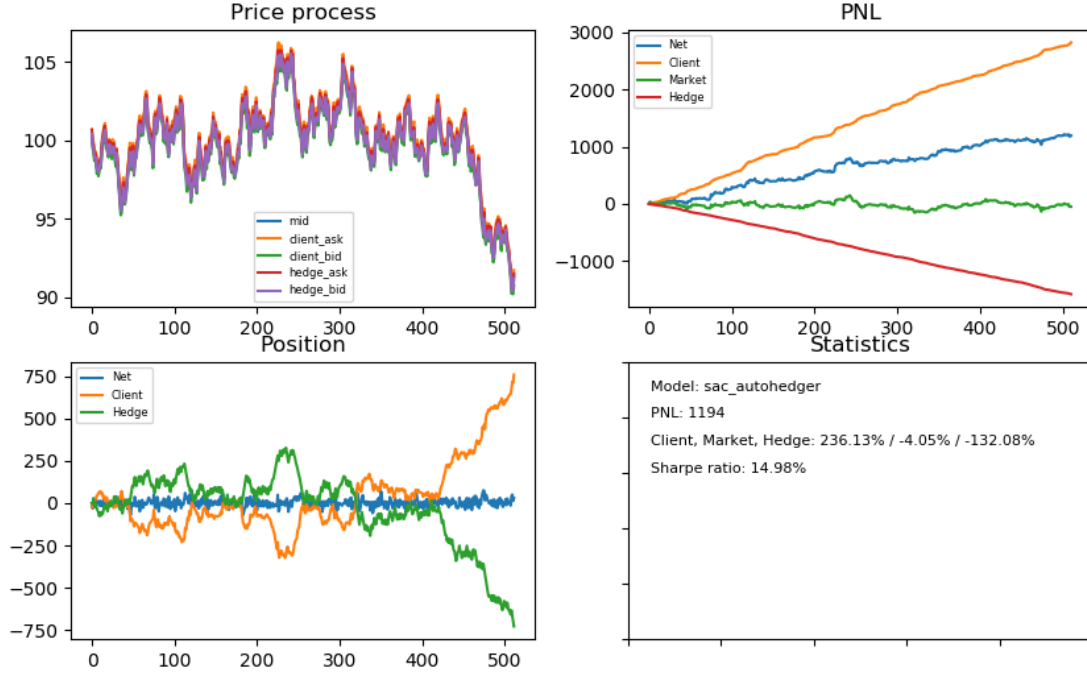 Price process
105
100
95
90
mid
client_ask
client_bid
hedge_ask
hedge_bid
0 100 200 300 400 500
PNL
3000
2000
1000
0
−1000
Net
Client
Market
Hedge
0 100 200 300 400 500
Position
750
500
250
0
−250
−500
−750
Net
Client
Hedge
0 100 200 300 400 500
Statistics
Model: sac_autohedger
PNL: 1194
Client, Market, Hedge: 236.13% / -4.05% / -132.08%
Sharpe ratio: 14.98%